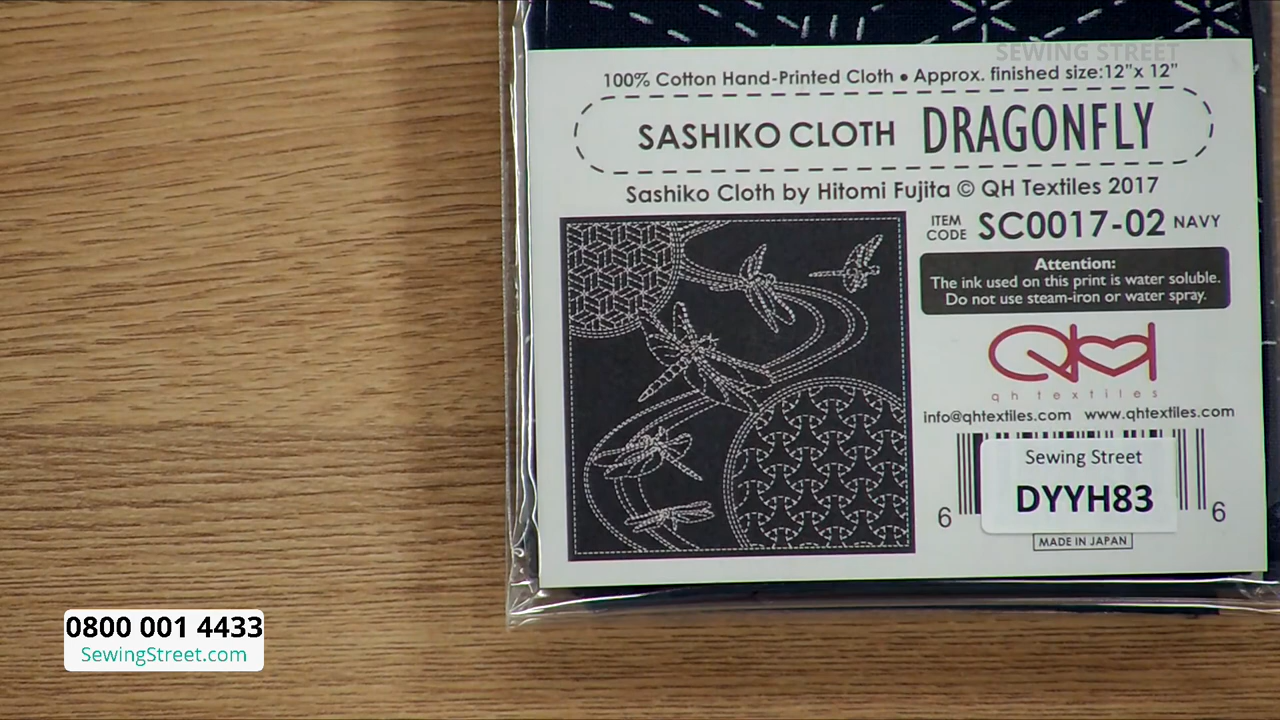 SEWING STREET
100% Cotton Hand-Printed Cloth • Approx. finished size:12"x 12"
SASHIKO CLOTH DRAGONFLY
Sashiko Cloth by Hitomi Fujita © QH Textiles 2017
ITEM CODE SC0017-02 NAVY
Attention:
The ink used on this print is water soluble.
Do not use steam-iron or water spray.
QH
qh textiles
info@qhtextiles.com www.qhtextiles.com
Sewing Street
DYYH83
6 6
MADE IN JAPAN
0800 001 4433
SewingStreet.com